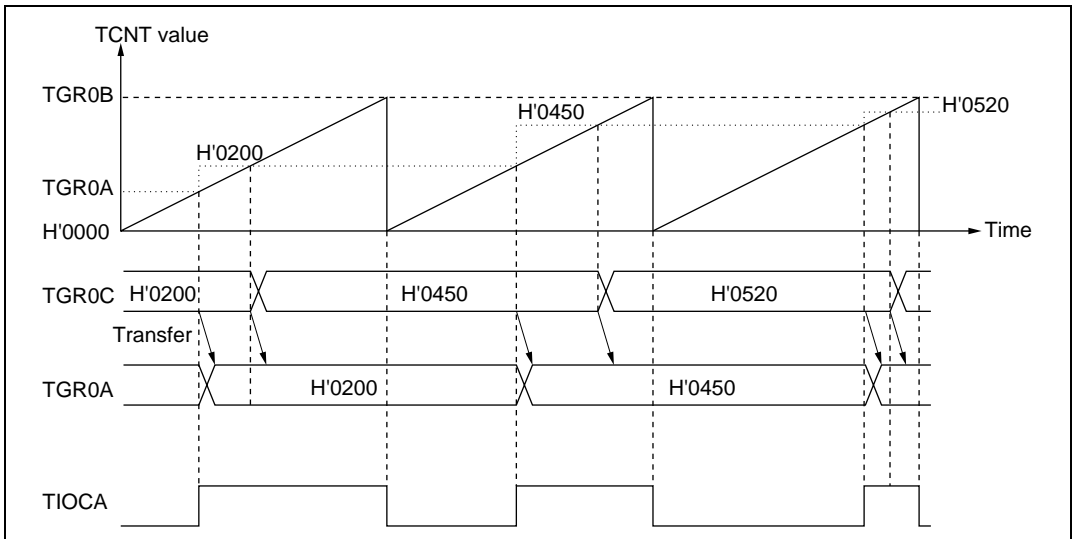 TCNT value
TGR0B
H'0520
H'0450
H'0200
TGR0A
H'0000
Time
TGR0C
H'0200
H'0450
H'0520
Transfer
TGR0A
H'0200
H'0450
TIOCA